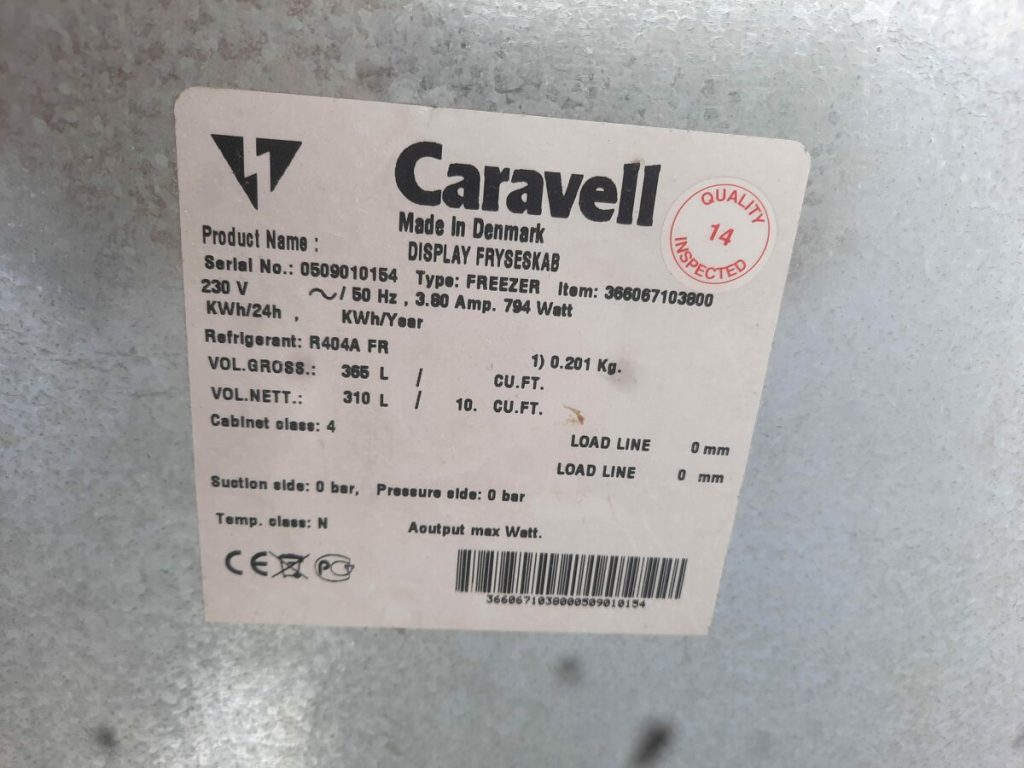 Caravell
Made In Denmark
Product Name : DISPLAY FRYSESKAB
Serial No.: 0509010154 Type: FREEZER Item: 366067103800
230 V ~/ 50 Hz , 3.60 Amp. 794 Watt
KWh/24h , KWh/Year
Refrigerant: R404A FR 1) 0.201 Kg.
VOL.GROSS.: 365 L / CU.FT.
VOL.NETT.: 310 L / 10. CU.FT.
Cabinet class: 4
LOAD LINE 0 mm
LOAD LINE 0 mm
Suction side: 0 bar, Pressure side: 0 bar
Temp. class: N Aoutput max Watt.
CE PG
3660671038000509010154
QUALITY
14
INSPECTED